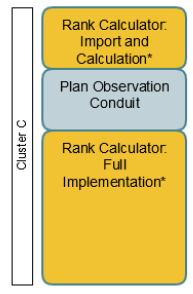 Cluster C
Rank Calculator:
Import and
Calculation*
Plan Observation
Conduit
Rank Calculator:
Full
Implementation*